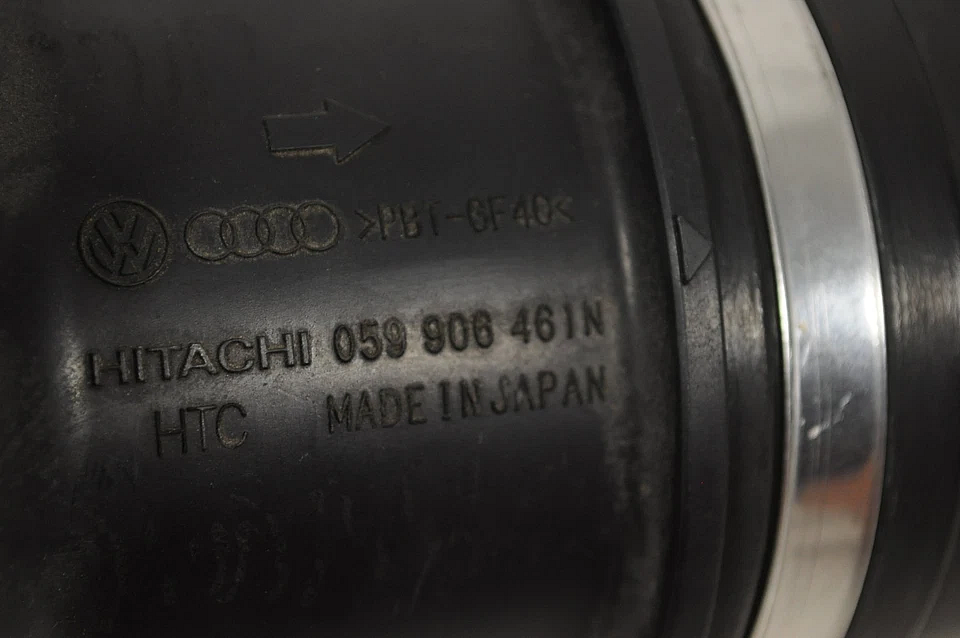 >PBT-GF40<
HITACHI 059 906 461N
HTC MADE IN JAPAN